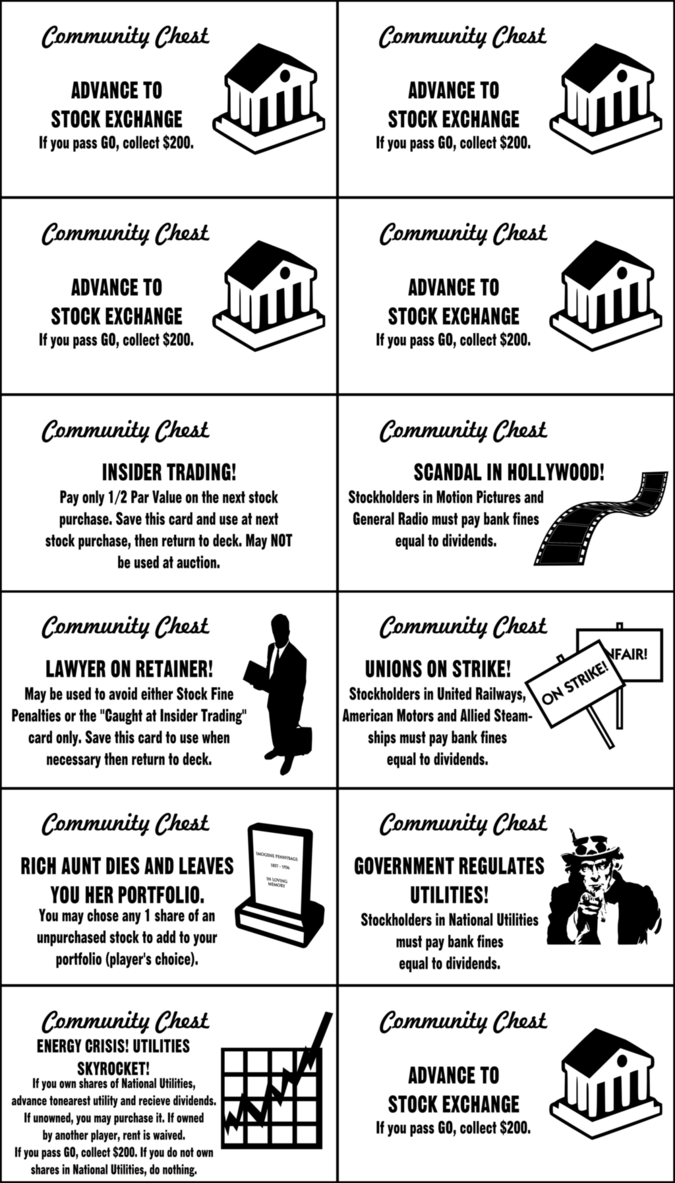 Community Chest
ADVANCE TO
STOCK EXCHANGE
If you pass GO, collect $200.
Community Chest
ADVANCE TO
STOCK EXCHANGE
If you pass GO, collect $200.
Community Chest
ADVANCE TO
STOCK EXCHANGE
If you pass GO, collect $200.
Community Chest
ADVANCE TO
STOCK EXCHANGE
If you pass GO, collect $200.
Community Chest
INSIDER TRADING!
Pay only 1/2 Par Value on the next stock
purchase. Save this card and use at next
stock purchase, then return to deck. May NOT
be used at auction.
Community Chest
SCANDAL IN HOLLYWOOD!
Stockholders in Motion Pictures and
General Radio must pay bank fines
equal to dividends.
Community Chest
LAWYER ON RETAINER!
May be used to avoid either Stock Fine
Penalties or the "Caught at Insider Trading"
card only. Save this card to use when
necessary then return to deck.
Community Chest
UNIONS ON STRIKE!
Stockholders in United Railways,
American Motors and Allied Steam-
ships must pay bank fines
equal to dividends.
NFAIR!
ON STRIKE!
Community Chest
RICH AUNT DIES AND LEAVES
YOU HER PORTFOLIO.
You may chose any 1 share of an
unpurchased stock to add to your
portfolio (player's choice).
IMOGENE PENNYBAGS
IN LOVING
MEMORY
Community Chest
GOVERNMENT REGULATES
UTILITIES!
Stockholders in National Utilities
must pay bank fines
equal to dividends.
Community Chest
ENERGY CRISIS! UTILITIES
SKYROCKET!
If you own shares of National Utilities,
advance tonearest utility and recieve dividends.
If unowned, you may purchase it. If owned
by another player, rent is waived.
If you pass GO, collect $200. If you do not own
shares in National Utilities, do nothing.
Community Chest
ADVANCE TO
STOCK EXCHANGE
If you pass GO, collect $200.